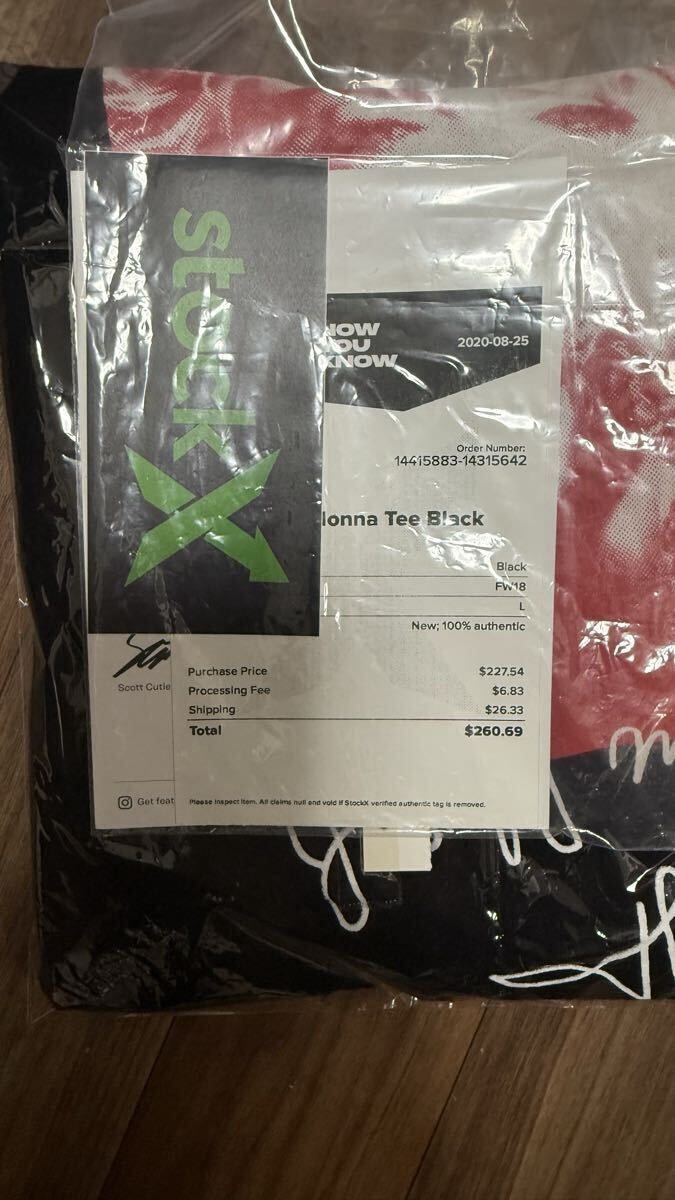 stockX
NOW
YOU
KNOW
2020-08-25
Order Number:
14415883-14315642
donna Tee Black
Black
FW18
L
New; 100% authentic
Scott Cutle
Purchase Price $227.54
Processing Fee $6.83
Shipping $26.33
Total $260.69
Get feat
Please inspect item. All claims null and void if StockX verified authentic tag is removed.